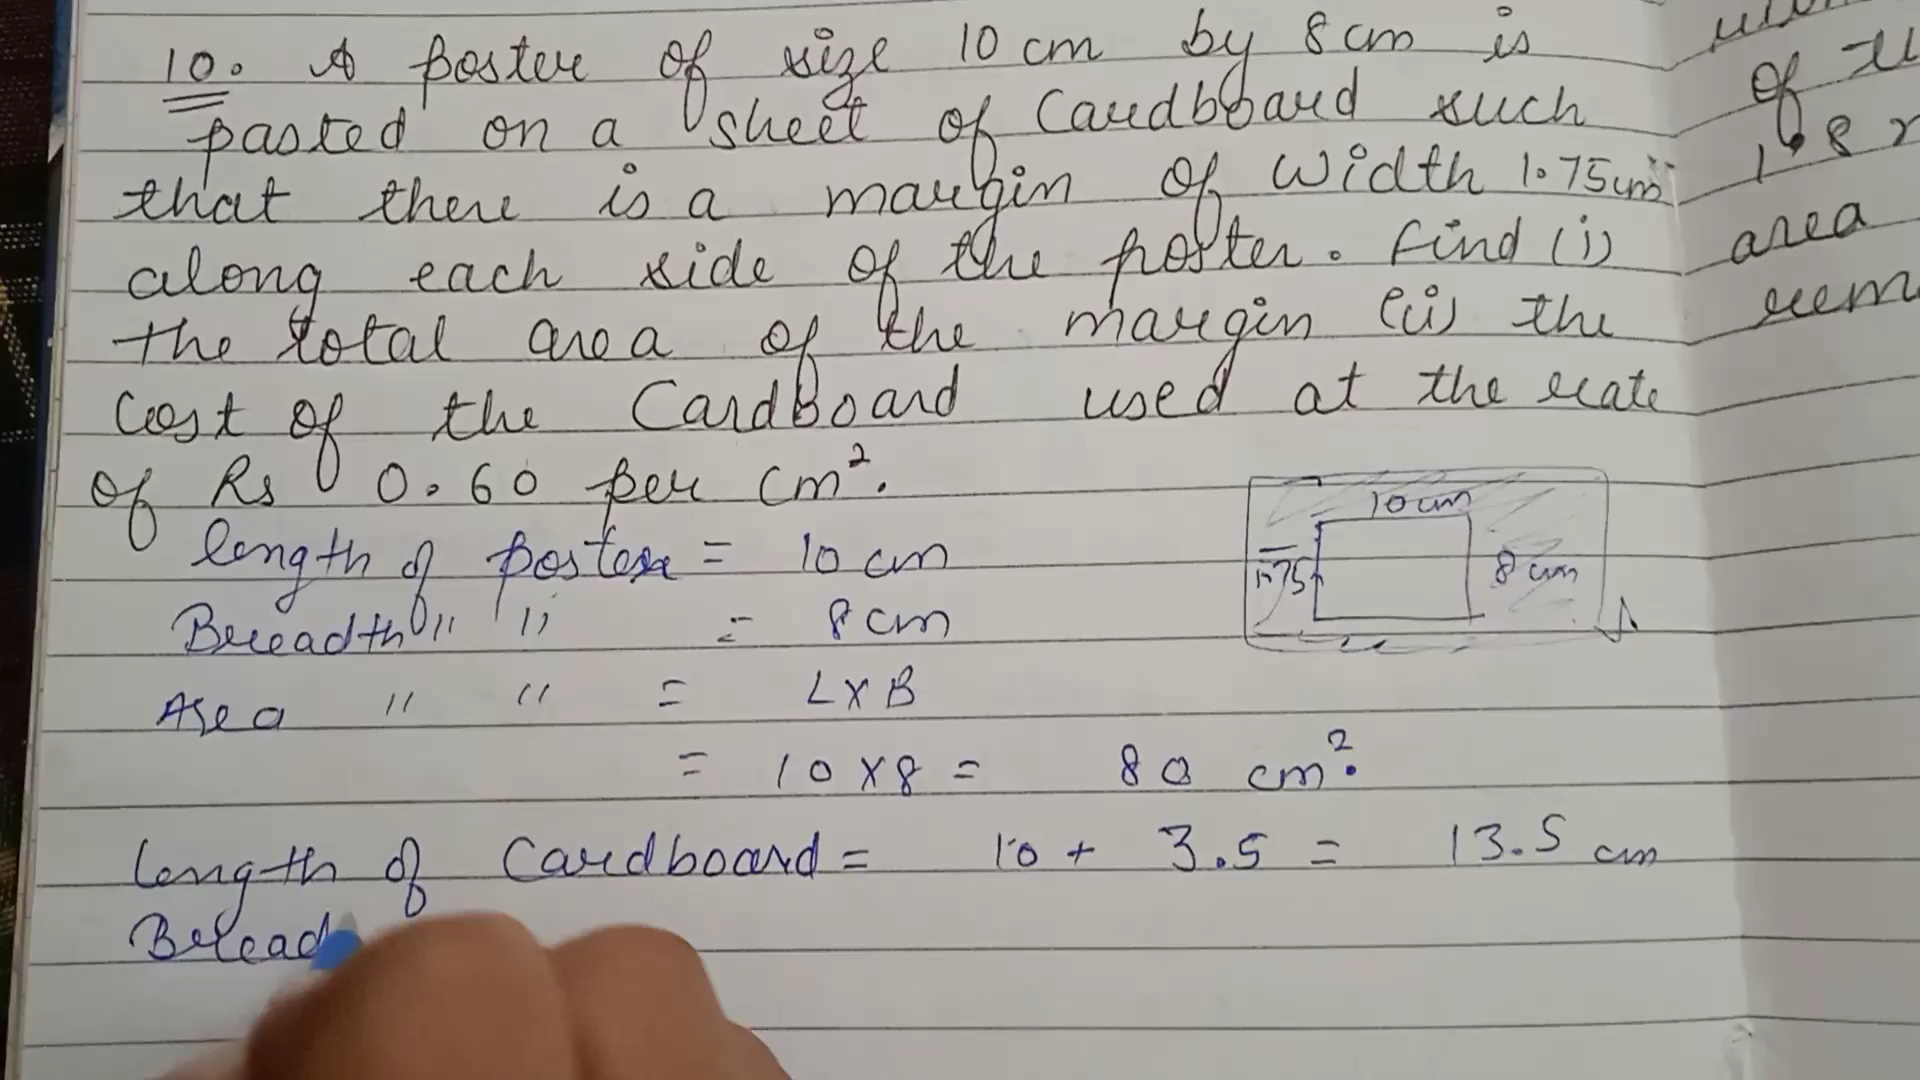 10. A poster of size 10 cm by 8 cm is
pasted on a sheet of Cardboard such
that there is a margin of width 1.75cm
along each side of the poster. Find (i)
the total area of the margin (ii) the
Cost of the CardBoard used at the rate
of Rs 0.60 per cm².
length of poster = 10 cm
Breadth " " = 8 cm
Area " " = L X B
= 10 X 8 = 80 cm².
length of Cardboard = 10 + 3.5 = 13.5 cm
Bread
10 cm
1.75
8 cm
of
1.8
area